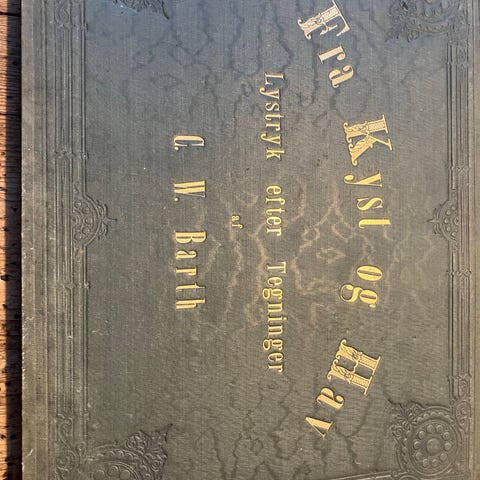 Fra Kyst og Hav
Lystryk efter Tegninger
af
C. W. Barth